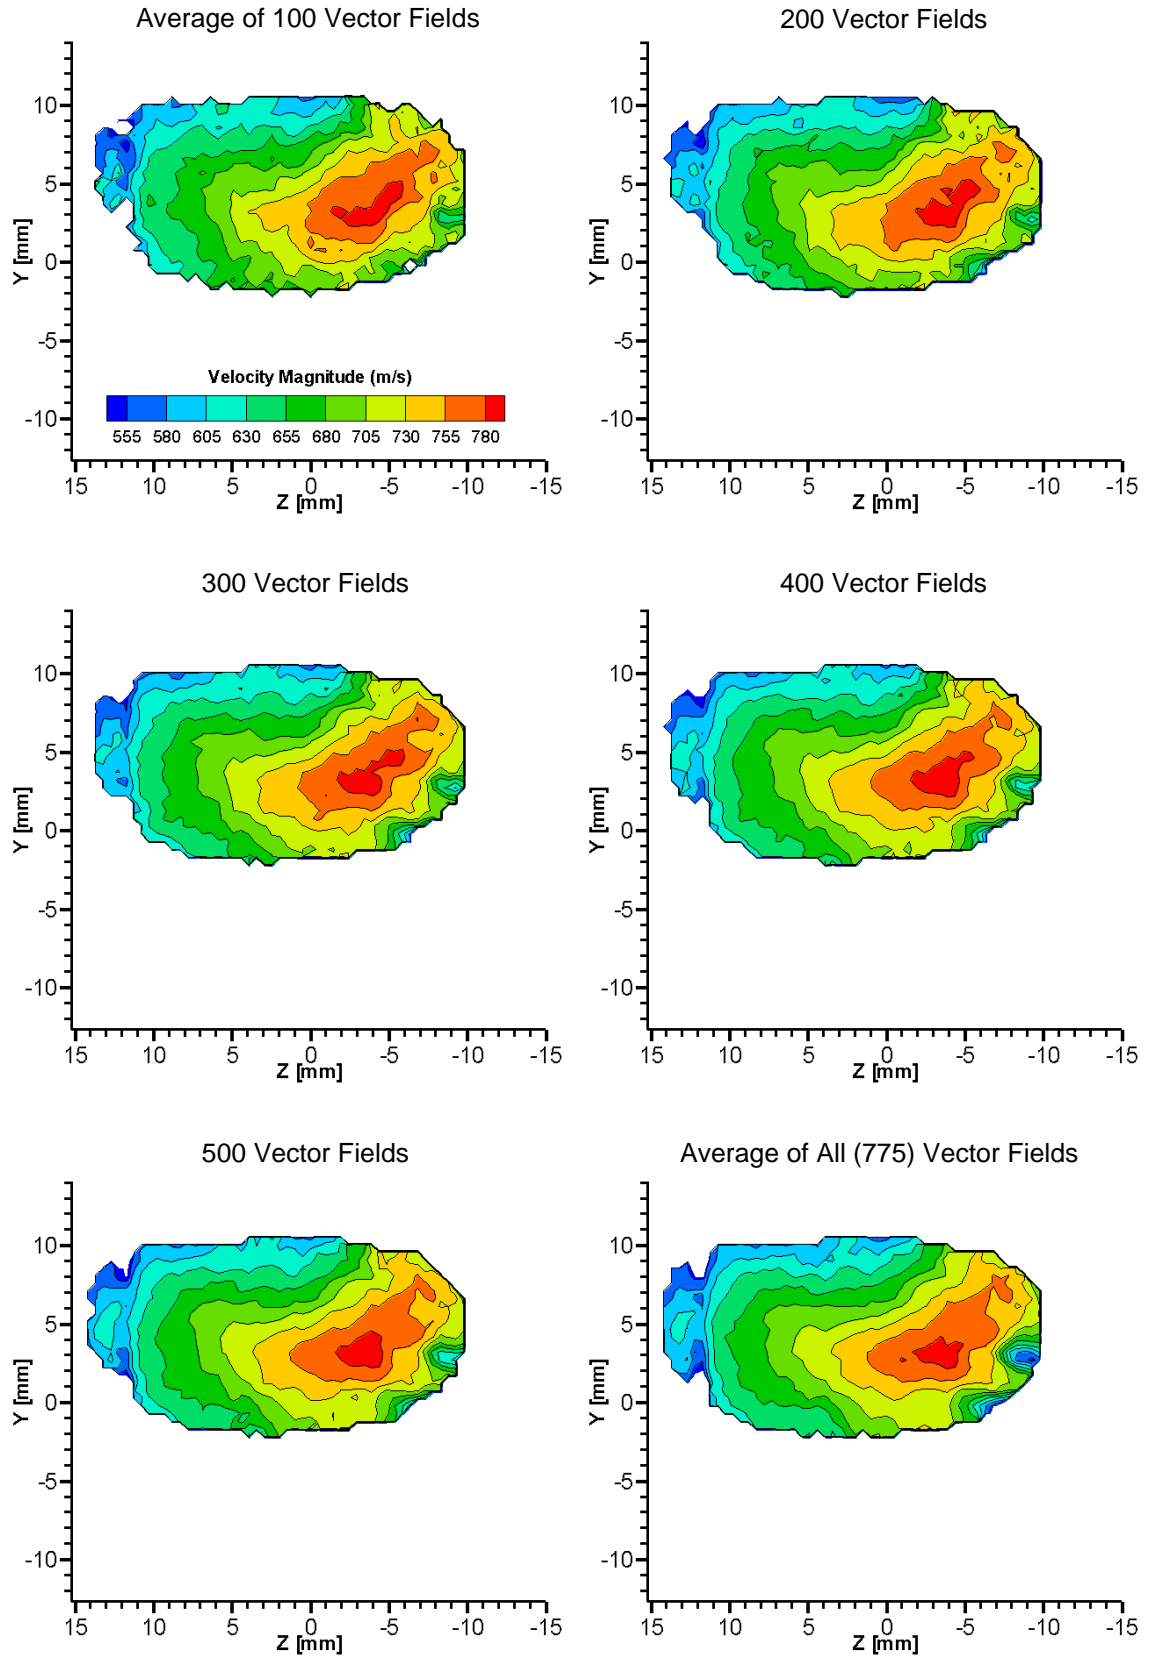 Average of 100 Vector Fields
200 Vector Fields
10
5
0
-5
-10
Y [mm]
Velocity Magnitude (m/s)
555 580 605 630 655 680 705 730 755 780
15 10 5 0 -5 -10 -15
Z [mm]
10
5
0
-5
-10
Y [mm]
15 10 5 0 -5 -10 -15
Z [mm]
300 Vector Fields
400 Vector Fields
10
5
0
-5
-10
Y [mm]
15 10 5 0 -5 -10 -15
Z [mm]
10
5
0
-5
-10
Y [mm]
15 10 5 0 -5 -10 -15
Z [mm]
500 Vector Fields
Average of All (775) Vector Fields
10
5
0
-5
-10
Y [mm]
15 10 5 0 -5 -10 -15
Z [mm]
10
5
0
-5
-10
Y [mm]
15 10 5 0 -5 -10 -15
Z [mm]